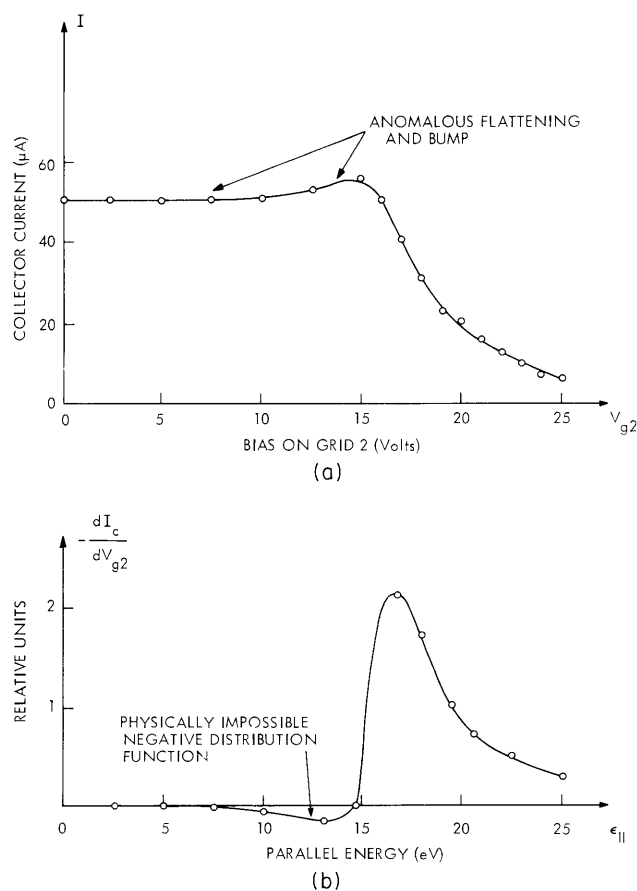 I
ANOMALOUS FLATTENING
AND BUMP
COLLECTOR CURRENT (μA)
60
40
20
0
0 5 10 15 20 25
V g2
BIAS ON GRID 2 (Volts)
(a)
- dI c / dV g2
RELATIVE UNITS
2
1
PHYSICALLY IMPOSSIBLE
NEGATIVE DISTRIBUTION
FUNCTION
0 5 10 15 20 25
ϵ ||
PARALLEL ENERGY (eV)
(b)